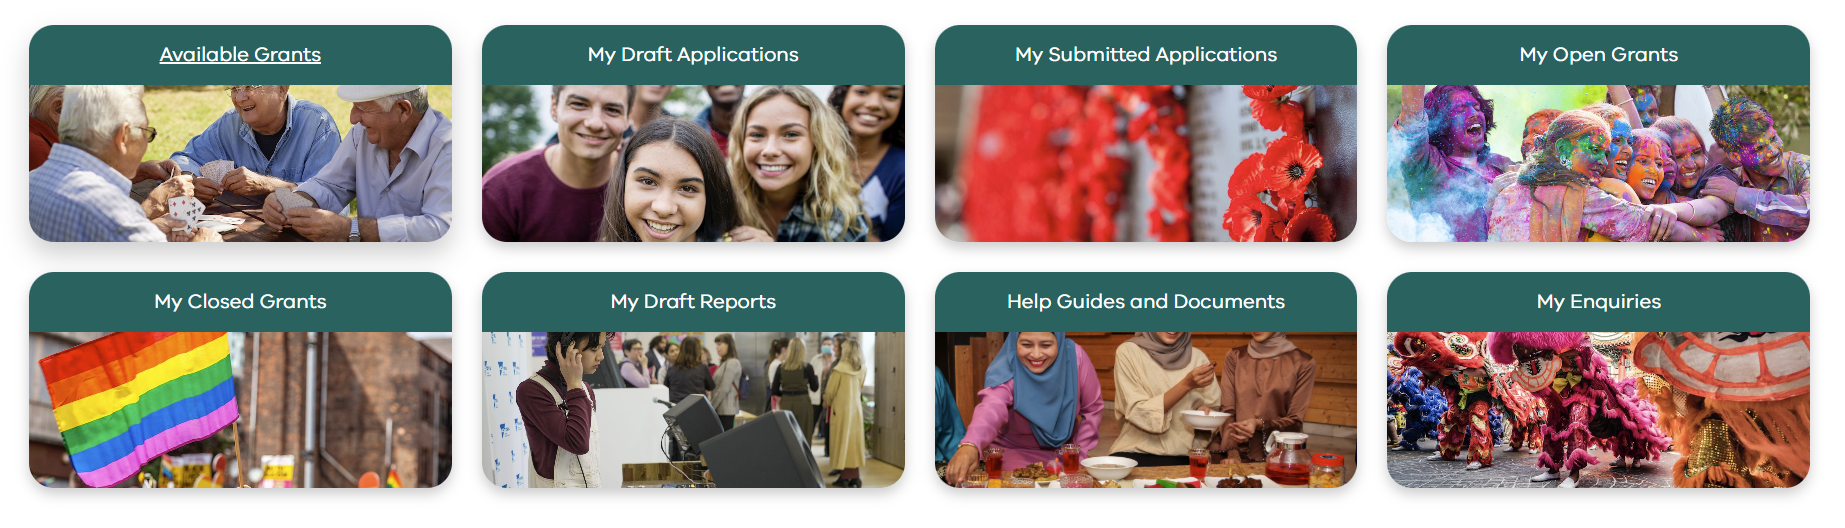 Available Grants
My Draft Applications
My Submitted Applications
My Open Grants
My Closed Grants
My Draft Reports
Help Guides and Documents
My Enquiries